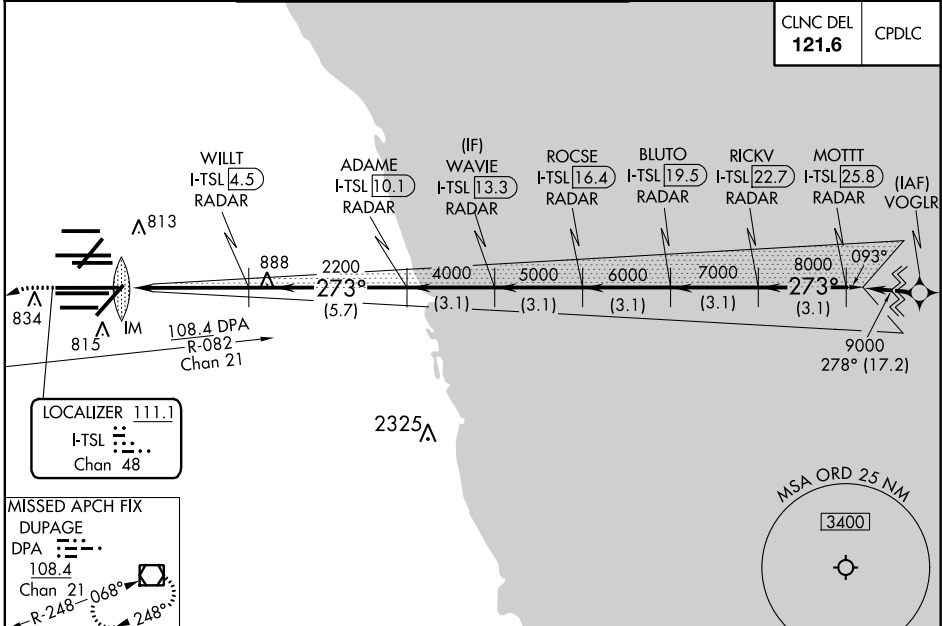 CLNC DEL
121.6
CPDLC
WILLT
I-TSL 4.5
RADAR
ADAME
I-TSL 10.1
RADAR
(IF)
WAVIE
I-TSL 13.3
RADAR
ROCSE
I-TSL 16.4
RADAR
BLUTO
I-TSL 19.5
RADAR
RICKV
I-TSL 22.7
RADAR
MOTTT
I-TSL 25.8
RADAR
(IAF)
VOGLR
813
888
2200
4000
5000
6000
7000
8000
093°
273°
273°
(5.7)
(3.1)
(3.1)
(3.1)
(3.1)
(3.1)
9000
278° (17.2)
834
815
IM
108.4 DPA
R-082
Chan 21
LOCALIZER 111.1
I-TSL
Chan 48
2325
MISSED APCH FIX
DUPAGE
DPA
108.4
Chan 21
R-248
068°
248°
MSA ORD 25 NM
3400